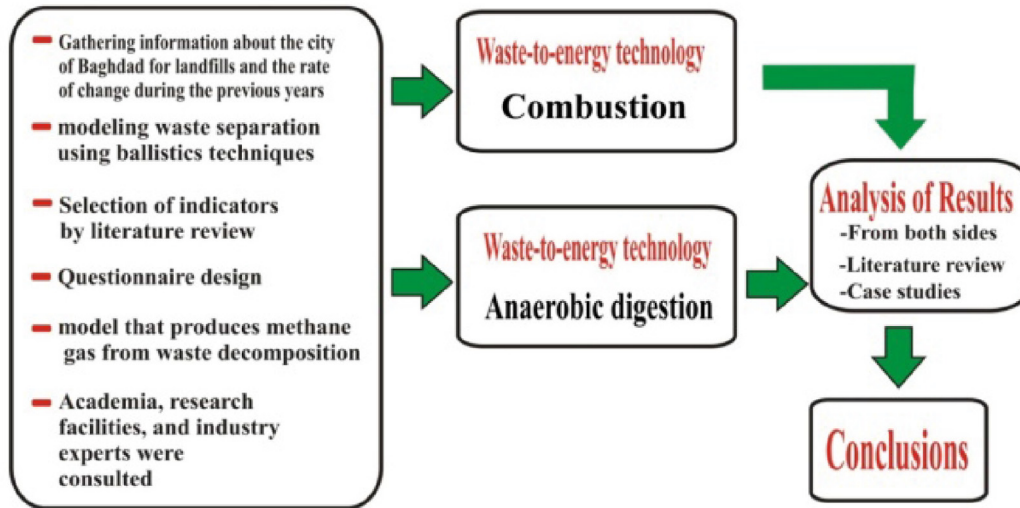 Gathering information about the city
of Baghdad for landfills and the rate
of change during the previous years
modeling waste separation
using ballistics techniques
Selection of indicators
by literature review
Questionnaire design
model that produces methane
gas from waste decomposition
Academia, research
facilities, and industry
experts were
consulted
Waste-to-energy technology
Combustion
Waste-to-energy technology
Anaerobic digestion
Analysis of Results
-From both sides
-Literature review
-Case studies
Conclusions